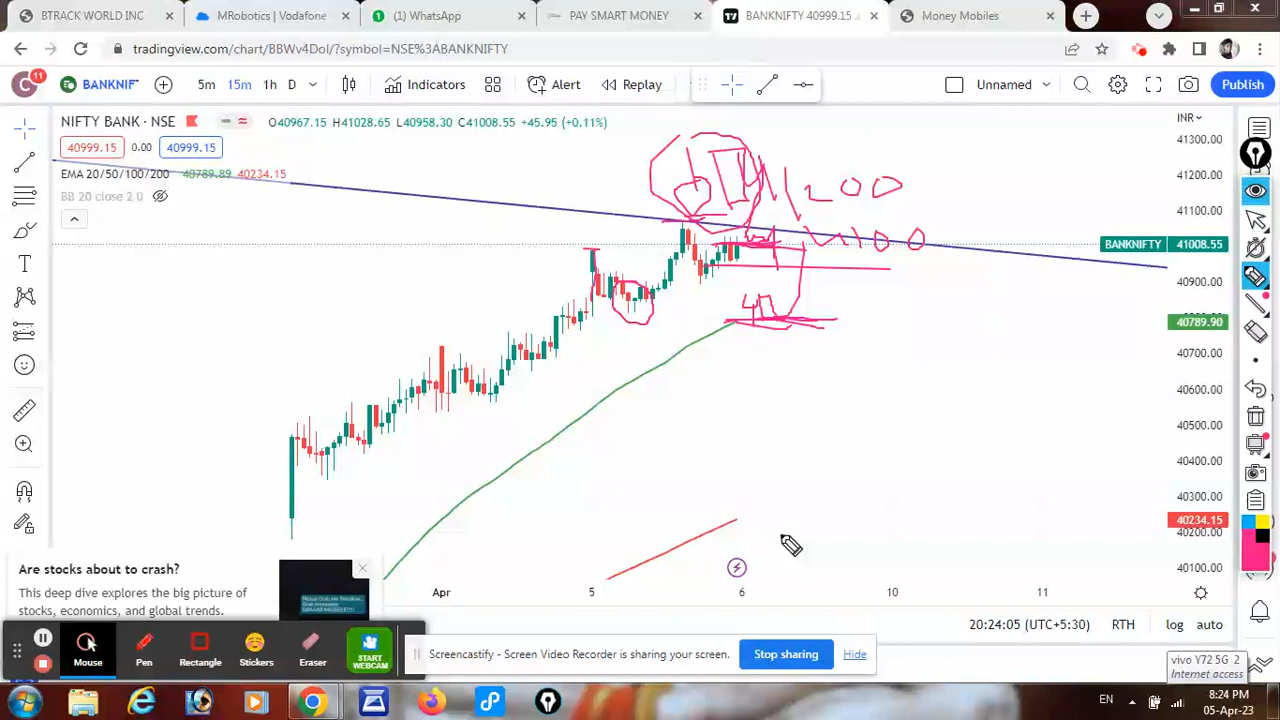 BTRACK WORLD INC
MRobotics | Vodafone
(1) WhatsApp
PAY SMART MONEY
BANKNIFTY 40999.15
Money Mobiles
tradingview.com/chart/BBWv4Dol/?symbol=NSE%3ABANKNIFTY
C 11
BANKNIF
5m 15m 1h D
Indicators
Alert
Replay
Unnamed
Publish
NIFTY BANK · NSE
O40967.15 H41028.65 L40958.30 C41008.55 +45.95 (+0.11%)
INR
40999.15 0.00 40999.15
EMA 20/50/100/200 40789.89 40234.15
BB 20 close 2 0
41300.00
41200.00
41100.00
BANKNIFTY 41008.55
40900.00
40789.90
40700.00
40600.00
40500.00
40400.00
40300.00
40234.15
40200.00
40100.00
Are stocks about to crash?
This deep dive explores the big picture of
stocks, economics, and global trends.
Apr 5 6 10 11
20:24:05 (UTC+5:30) RTH log auto
Mouse
Pen
Rectangle
Stickers
Eraser
START
WEBCAM
Screencastify - Screen Video Recorder is sharing your screen.
Stop sharing
Hide
vivo Y72 5G 2
Internet access
EN
8:24 PM
05-Apr-23